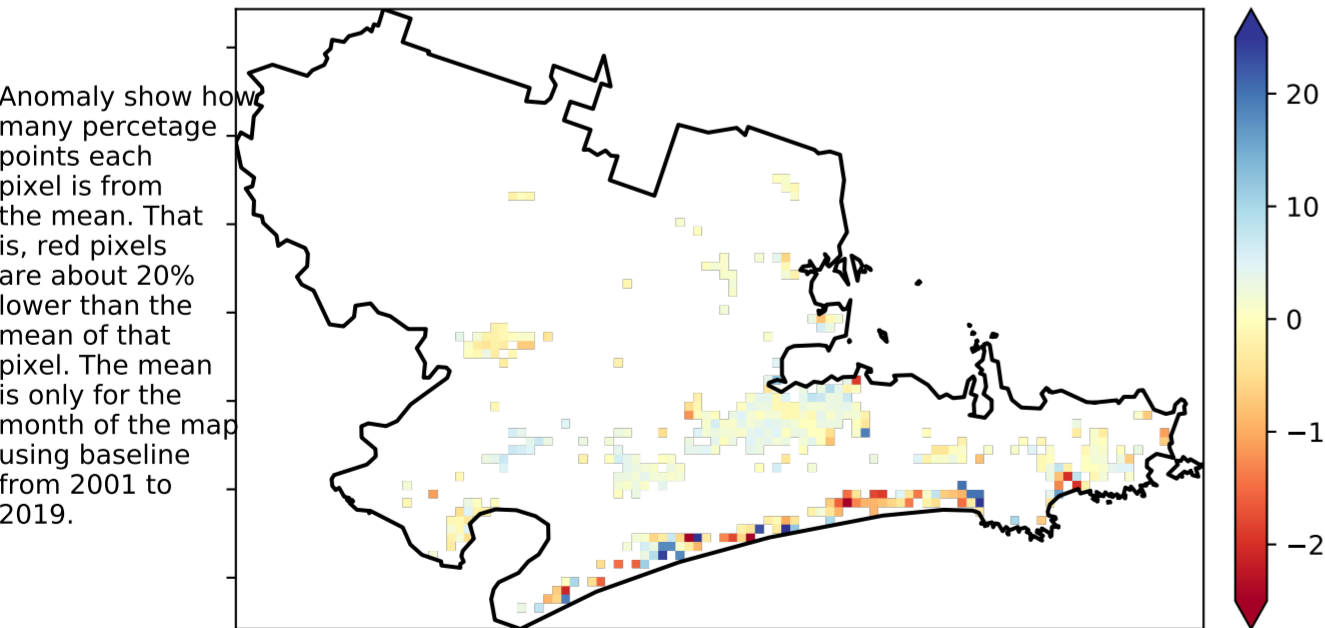 Anomaly show how
many percetage
points each
pixel is from
the mean. That
is, red pixels
are about 20%
lower than the
mean of that
pixel. The mean
is only for the
month of the map
using baseline
from 2001 to
2019.
20
10
0
−1
−2